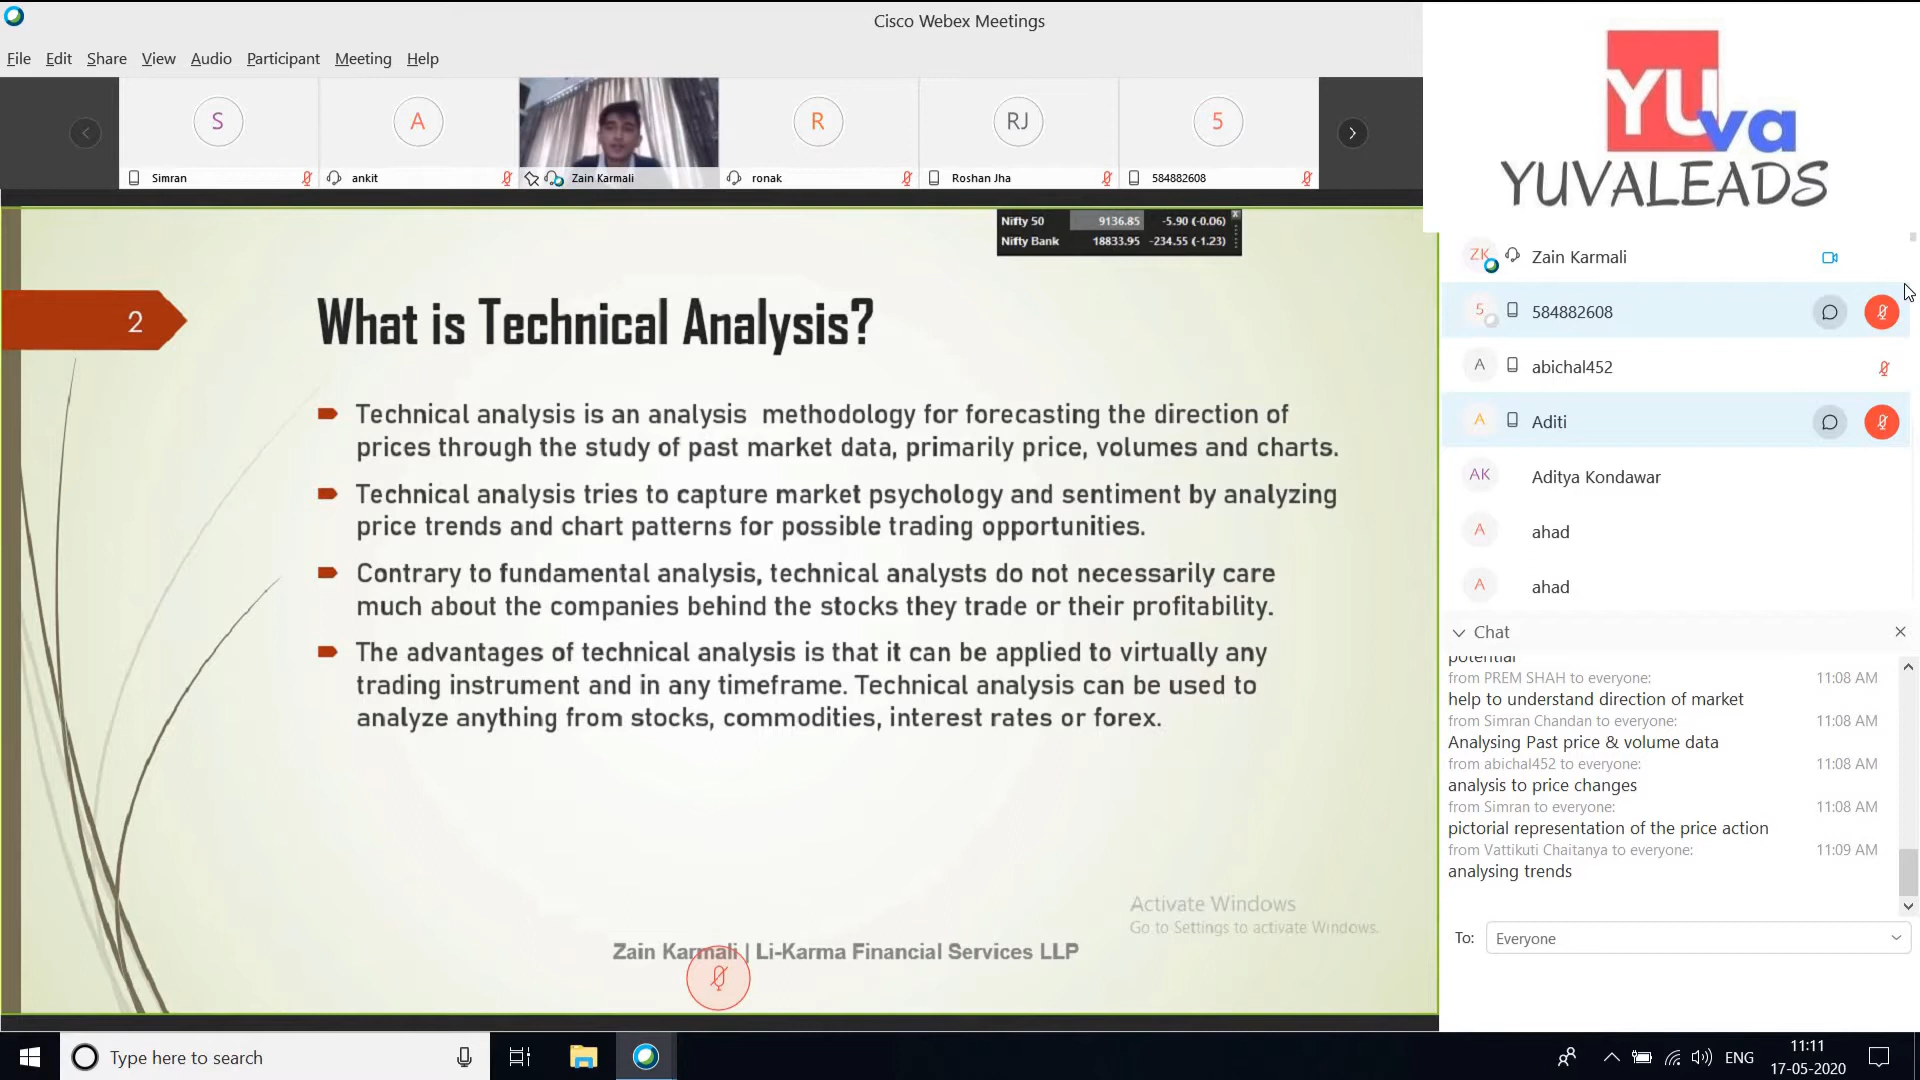 Cisco Webex Meetings
File Edit Share View Audio Participant Meeting Help
S A R RJ 5
Simran ankit Zain Karmali ronak Roshan Jha 584882608
Nifty 50 9136.85 -5.90 (-0.06)
Nifty Bank 18833.95 -234.55 (-1.23)
2
What is Technical Analysis?
Technical analysis is an analysis methodology for forecasting the direction of
prices through the study of past market data, primarily price, volumes and charts.
Technical analysis tries to capture market psychology and sentiment by analyzing
price trends and chart patterns for possible trading opportunities.
Contrary to fundamental analysis, technical analysts do not necessarily care
much about the companies behind the stocks they trade or their profitability.
The advantages of technical analysis is that it can be applied to virtually any
trading instrument and in any timeframe. Technical analysis can be used to
analyze anything from stocks, commodities, interest rates or forex.
Activate Windows
Go to Settings to activate Windows.
Zain Karmali | Li-Karma Financial Services LLP
YUva
YUVALEADS
ZK Zain Karmali
5 584882608
A abichal452
A Aditi
AK Aditya Kondawar
A ahad
A ahad
Chat
potential
from PREM SHAH to everyone: 11:08 AM
help to understand direction of market
from Simran Chandan to everyone: 11:08 AM
Analysing Past price & volume data
from abichal452 to everyone: 11:08 AM
analysis to price changes
from Simran to everyone: 11:08 AM
pictorial representation of the price action
from Vattikuti Chaitanya to everyone: 11:09 AM
analysing trends
To: Everyone
Type here to search
ENG
11:11
17-05-2020